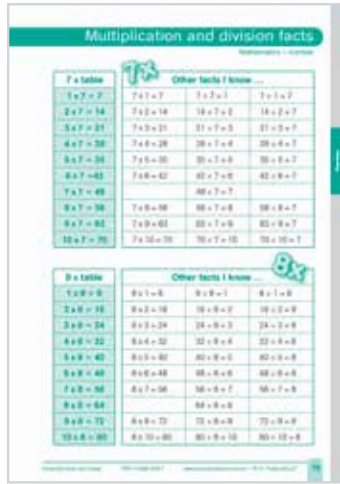 Multiplication and division facts
7x
7 x table Other facts I know ...
1 x 7 = 7 7 x 1 = 7 7 ÷ 7 = 1 7 ÷ 1 = 7
2 x 7 = 14 7 x 2 = 14 14 ÷ 7 = 2 14 ÷ 2 = 7
3 x 7 = 21 7 x 3 = 21 21 ÷ 7 = 3 21 ÷ 3 = 7
4 x 7 = 28 7 x 4 = 28 28 ÷ 7 = 4 28 ÷ 4 = 7
5 x 7 = 35 7 x 5 = 35 35 ÷ 7 = 5 35 ÷ 5 = 7
6 x 7 = 42 7 x 6 = 42 42 ÷ 7 = 6 42 ÷ 6 = 7
7 x 7 = 49
8 x 7 = 56 7 x 8 = 56 56 ÷ 7 = 8 56 ÷ 8 = 7
9 x 7 = 63 7 x 9 = 63 63 ÷ 7 = 9 63 ÷ 9 = 7
10 x 7 = 70 7 x 10 = 70 70 ÷ 7 = 10 70 ÷ 10 = 7
8x
8 x table Other facts I know ...
1 x 8 = 8 8 x 1 = 8 8 ÷ 8 = 1 8 ÷ 1 = 8
2 x 8 = 16 8 x 2 = 16 16 ÷ 8 = 2 16 ÷ 2 = 8
3 x 8 = 24 8 x 3 = 24 24 ÷ 8 = 3 24 ÷ 3 = 8
4 x 8 = 32 8 x 4 = 32 32 ÷ 8 = 4 32 ÷ 4 = 8
5 x 8 = 40 8 x 5 = 40 40 ÷ 8 = 5 40 ÷ 5 = 8
6 x 8 = 48 8 x 6 = 48 48 ÷ 8 = 6 48 ÷ 6 = 8
7 x 8 = 56 8 x 7 = 56 56 ÷ 8 = 7 56 ÷ 7 = 8
8 x 8 = 64
9 x 8 = 72 8 x 9 = 72 72 ÷ 8 = 9 72 ÷ 9 = 8
10 x 8 = 80 8 x 10 = 80 80 ÷ 8 = 10 80 ÷ 10 = 8